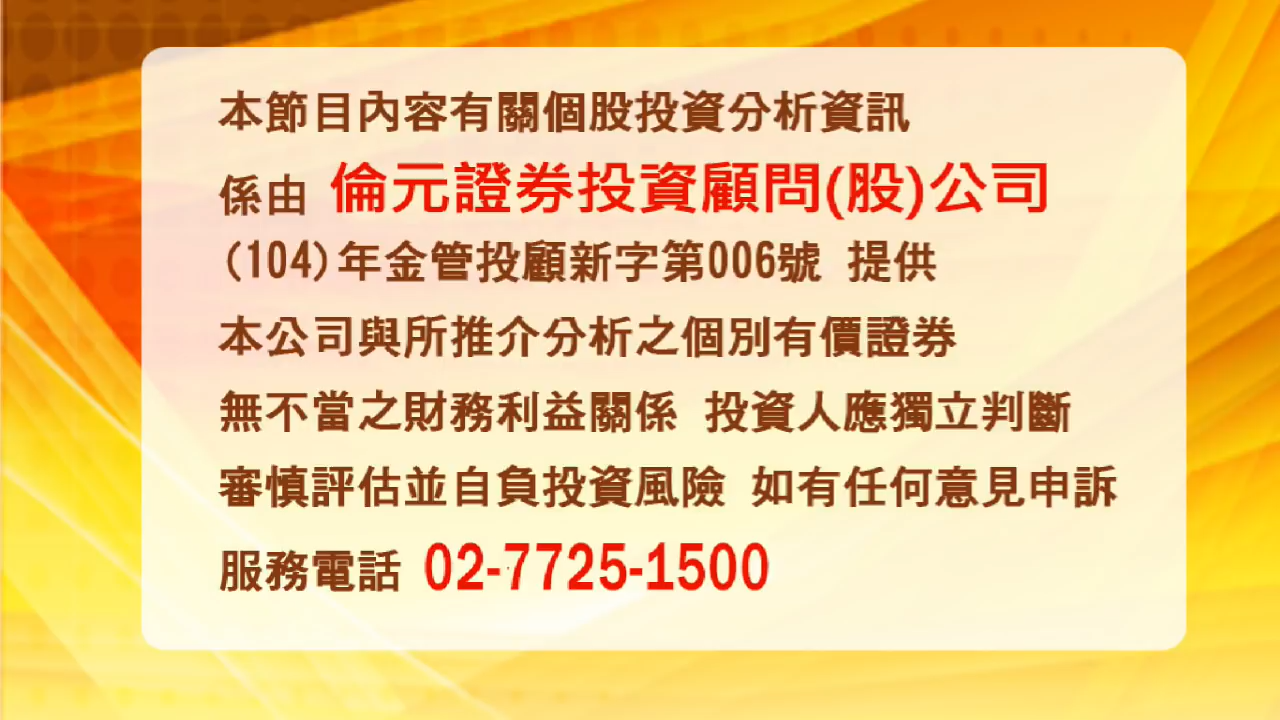 本節目內容有關個股投資分析資訊
係由 倫元證券投資顧問(股)公司
(104)年金管投顧新字第006號 提供
本公司與所推介分析之個別有價證券
無不當之財務利益關係 投資人應獨立判斷
審慎評估並自負投資風險 如有任何意見申訴
服務電話 02-7725-1500